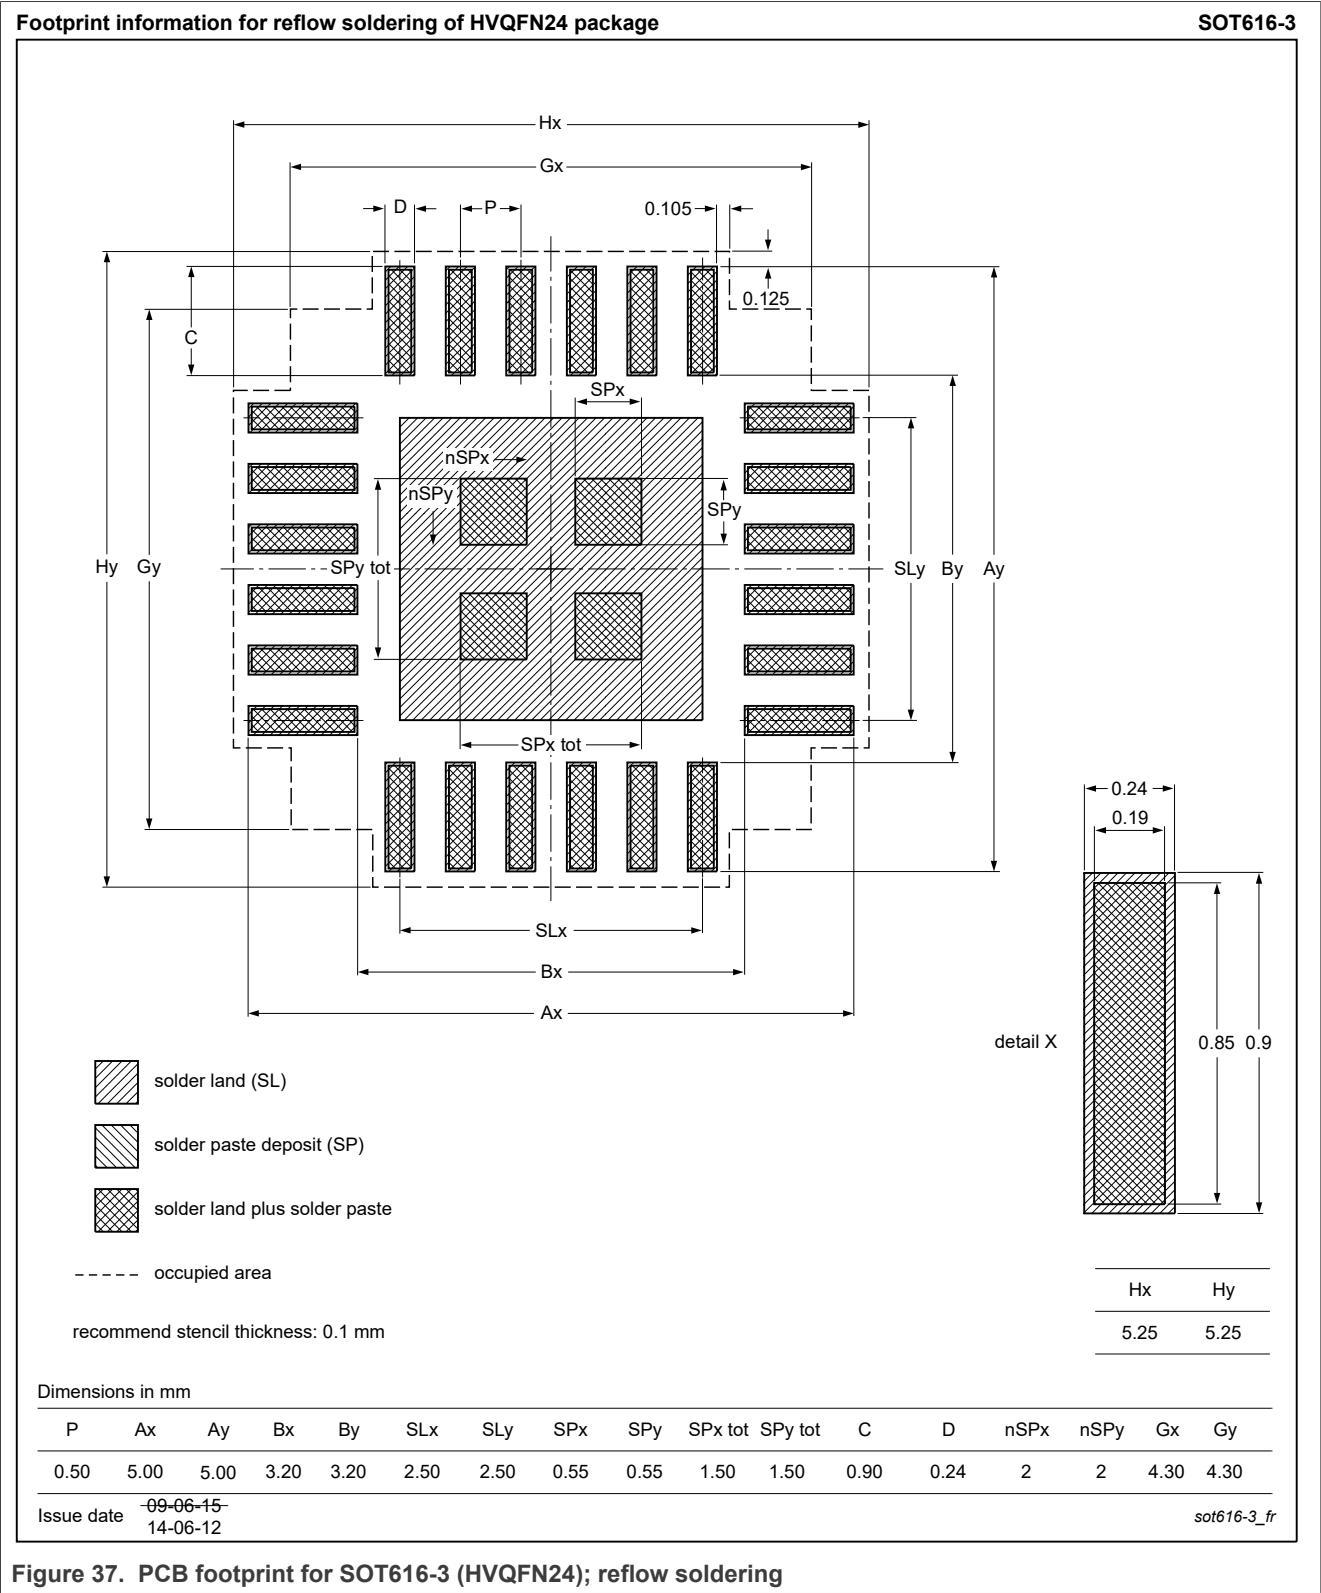 Footprint information for reflow soldering of HVQFN24 package SOT616-3
Hx
Gx
D P 0.105
0.125
C
SPx
nSPx
nSPy
SPy
Hy Gy SPy tot SLy By Ay
SPx tot
SLx
Bx
Ax
0.24
0.19
detail X 0.85 0.9
solder land (SL)
solder paste deposit (SP)
solder land plus solder paste
occupied area
recommend stencil thickness: 0.1 mm
Hx Hy
5.25 5.25
Dimensions in mm
P Ax Ay Bx By SLx SLy SPx SPy SPx tot SPy tot C D nSPx nSPy Gx Gy
0.50 5.00 5.00 3.20 3.20 2.50 2.50 0.55 0.55 1.50 1.50 0.90 0.24 2 2 4.30 4.30
Issue date 09-06-15
14-06-12
sot616-3_fr
Figure 37. PCB footprint for SOT616-3 (HVQFN24); reflow soldering